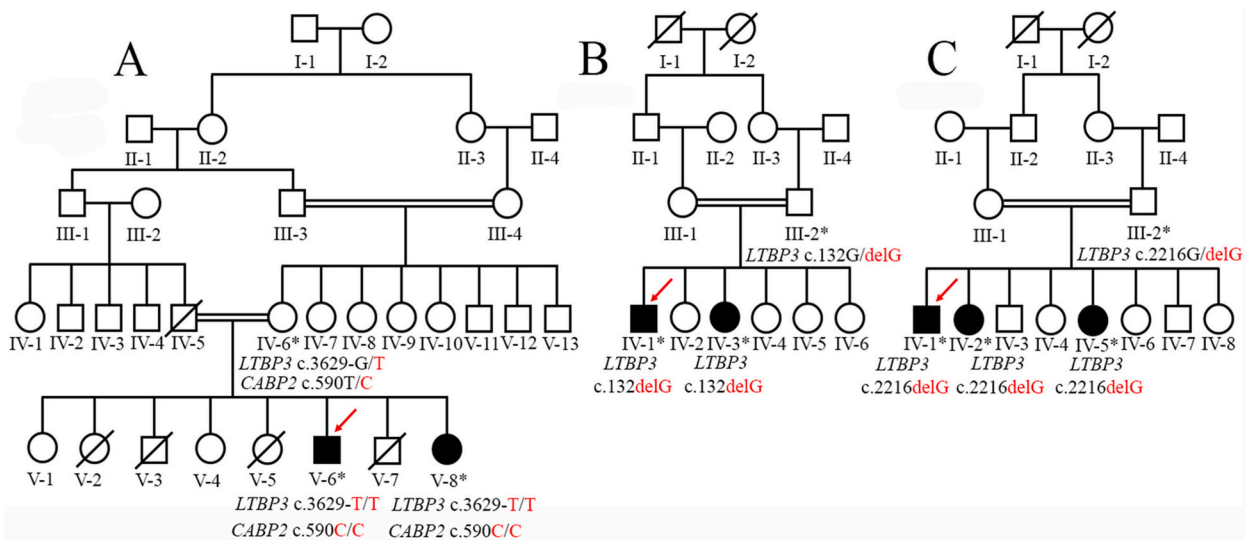 A
I-1 I-2
II-1 II-2 II-3 II-4
III-1 III-2 III-3 III-4
IV-1 IV-2 IV-3 IV-4 IV-5 IV-6* IV-7 IV-8 IV-9 IV-10 V-11 V-12 V-13
LTBP3 c.3629-G/T
CABP2 c.590T/C
V-1 V-2 V-3 V-4 V-5 V-6* V-7 V-8*
LTBP3 c.3629-T/T LTBP3 c.3629-T/T
CABP2 c.590C/C CABP2 c.590C/C
B
I-1 I-2
II-1 II-2 II-3 II-4
III-1 III-2*
LTBP3 c.132G/delG
IV-1* IV-2 IV-3* IV-4 IV-5 IV-6
LTBP3 LTBP3
c.132delG c.132delG
C
I-1 I-2
II-1 II-2 II-3 II-4
III-1 III-2*
LTBP3 c.2216G/delG
IV-1* IV-2* IV-3 IV-4 IV-5* IV-6 IV-7 IV-8
LTBP3 LTBP3 LTBP3
c.2216delG c.2216delG c.2216delG